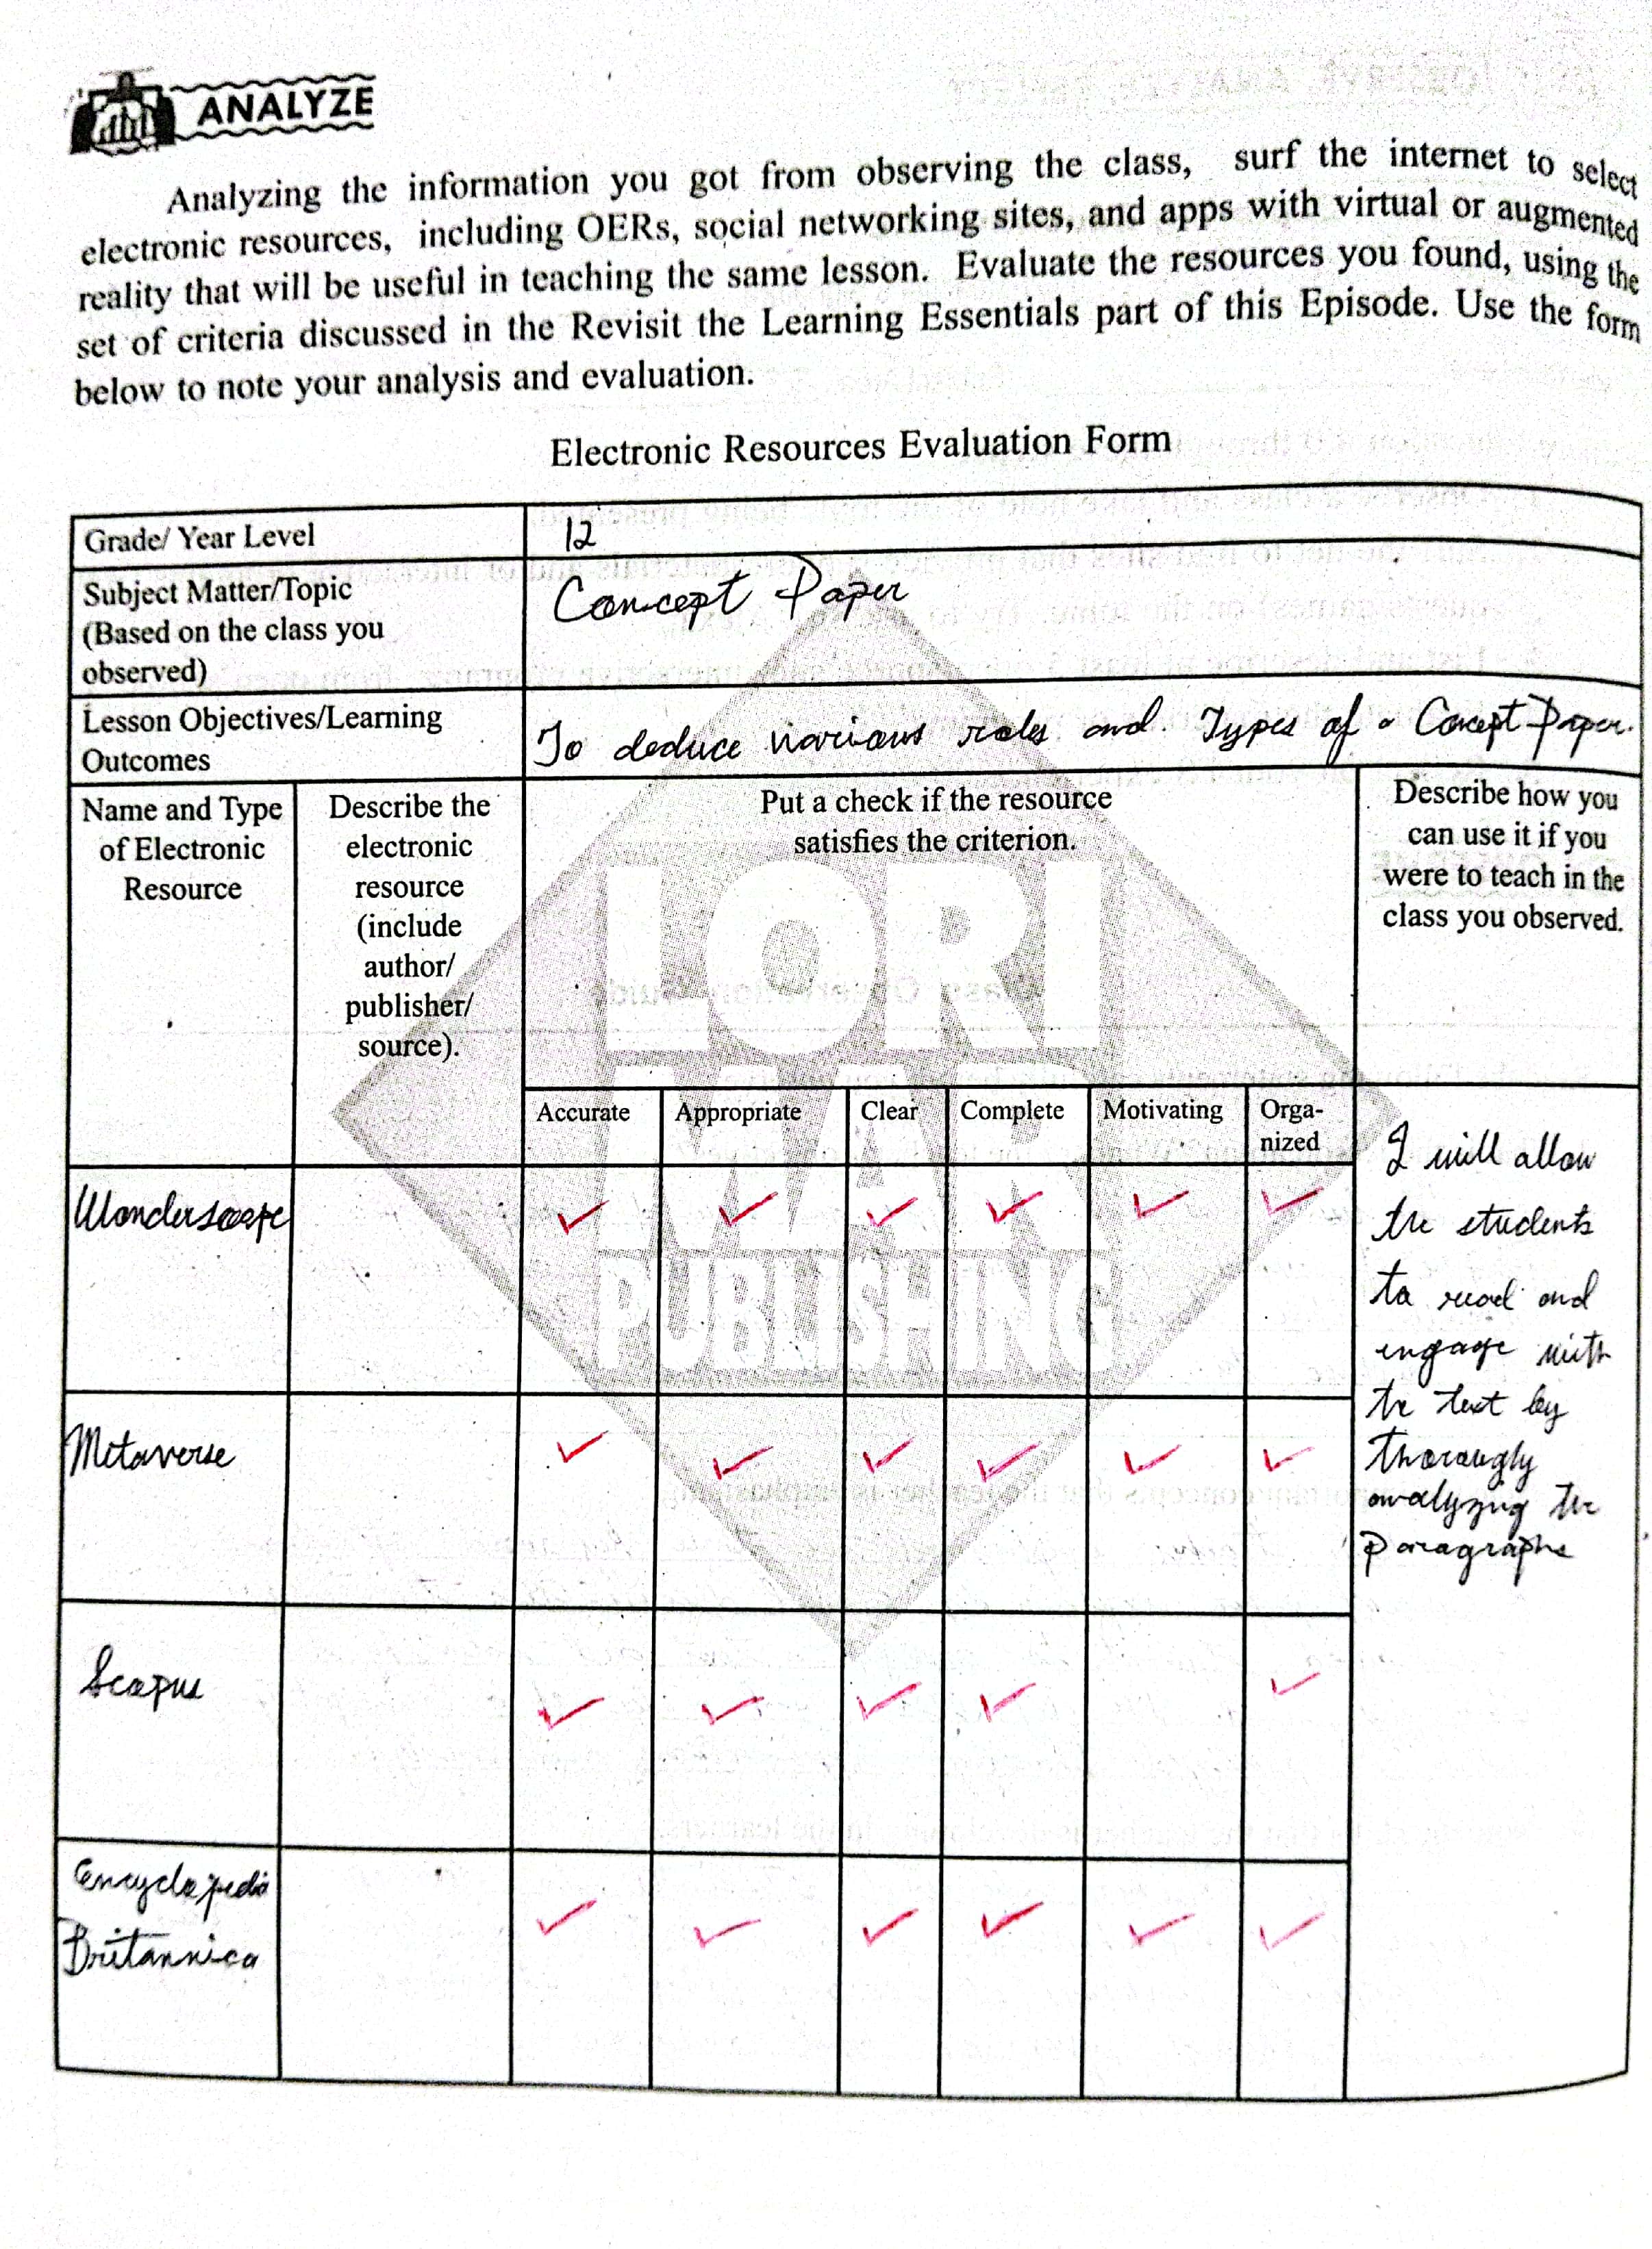 ANALYZE
Analyzing the information you got from observing the class, surf the internet to select
electronic resources, including OERs, social networking sites, and apps with virtual or augmented
reality that will be useful in teaching the same lesson. Evaluate the resources you found, using the
set of criteria discussed in the Revisit the Learning Essentials part of this Episode. Use the form
below to note your analysis and evaluation.
Electronic Resources Evaluation Form
Grade/ Year Level
12
Subject Matter/Topic
(Based on the class you
observed)
Concept Paper
Lesson Objectives/Learning
Outcomes
To deduce various roles and. Types of a Concept Paper.
Name and Type
of Electronic
Resource
Describe the
electronic
resource
(include
author/
publisher/
source).
Put a check if the resource
satisfies the criterion.
Describe how you
can use it if you
were to teach in the
class you observed.
LORI
MAR
PUBLISHING
Accurate
Appropriate
Clear
Complete
Motivating
Orga-
nized
I will allow
the students
to read and
engage with
the text by
thorougly
analyzing the
paragraphs
Wonderscope
Metaverse
Scopus
Encyclopedia
Britannica